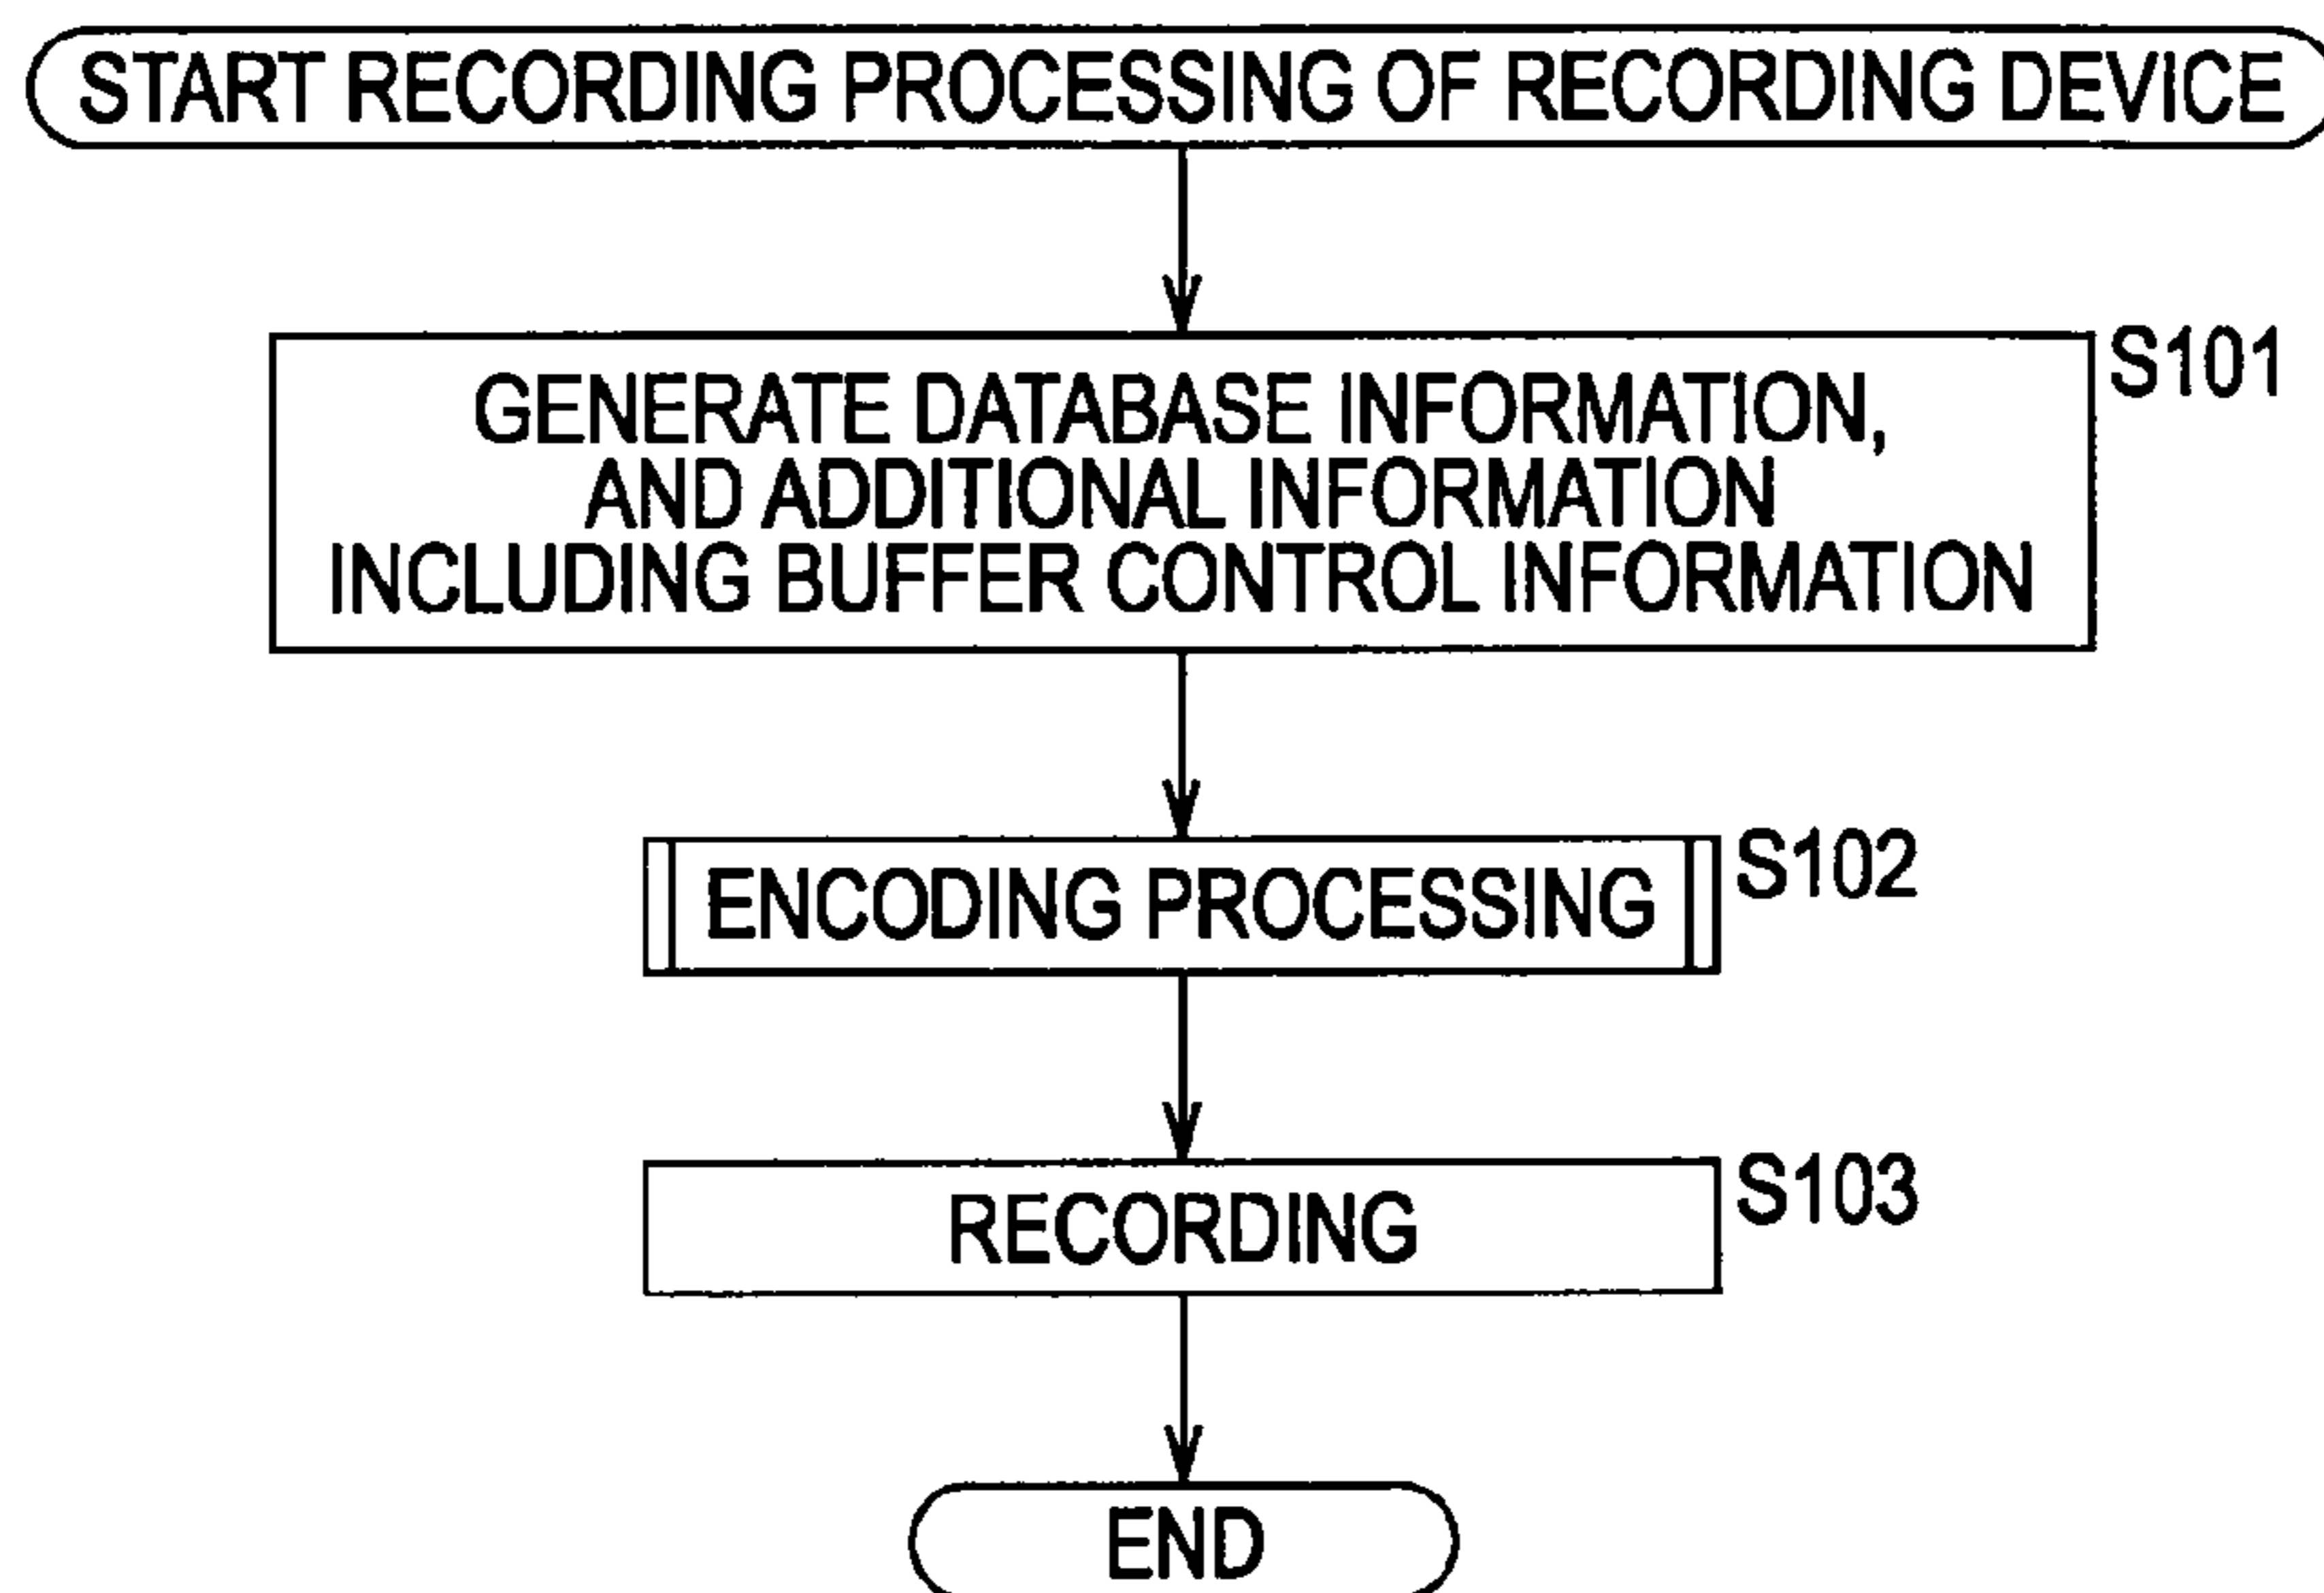 START RECORDING PROCESSING OF RECORDING DEVICE
S101
GENERATE DATABASE INFORMATION,
AND ADDITIONAL INFORMATION
INCLUDING BUFFER CONTROL INFORMATION
S102
ENCODING PROCESSING
S103
RECORDING
END